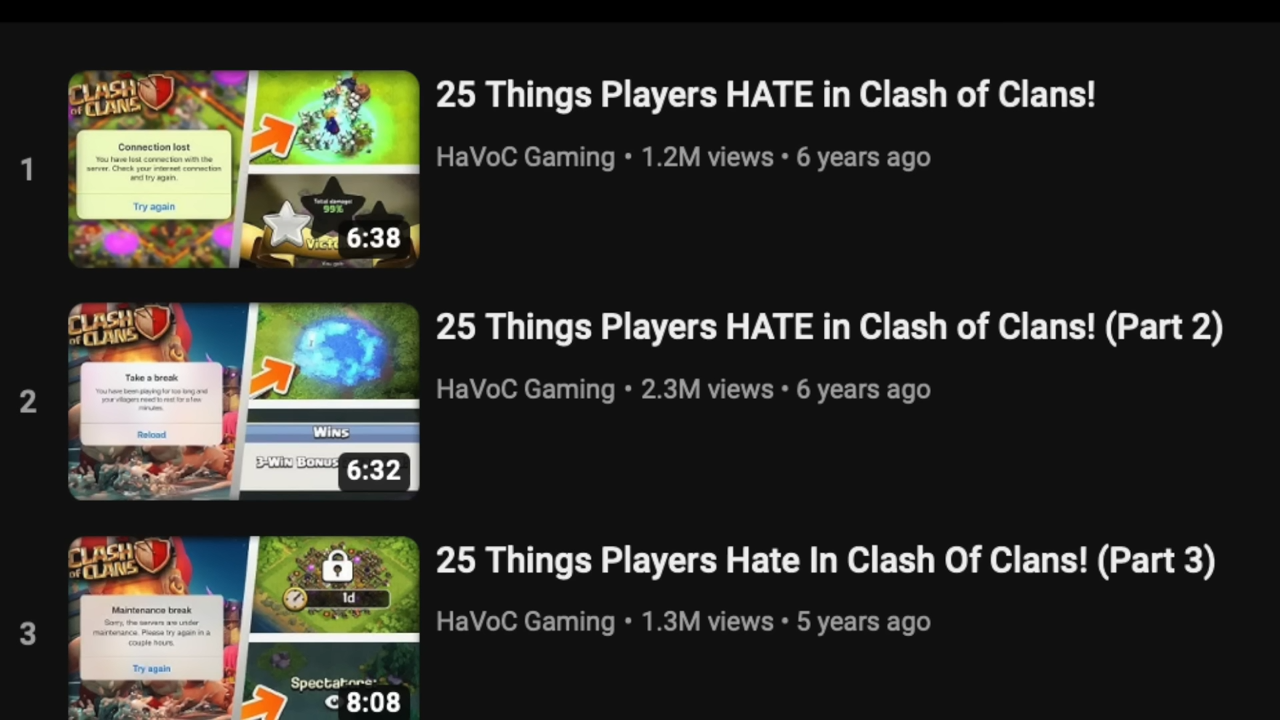 1
CLASH
OF CLANS
Connection lost
You have lost connection with the
server. Check your internet connection
and try again.
Try again
Total damage:
99%
6:38
25 Things Players HATE in Clash of Clans!
HaVoC Gaming • 1.2M views • 6 years ago
2
CLASH
OF CLANS
Take a break
You have been playing for too long and
your villagers need to rest for a few
minutes.
Reload
Wins
3-Win Bonus
6:32
25 Things Players HATE in Clash of Clans! (Part 2)
HaVoC Gaming • 2.3M views • 6 years ago
3
CLASH
OF CLANS
Maintenance break
Sorry, the servers are under
maintenance. Please try again in a
couple hours.
Try again
1d
Spectators:
8:08
25 Things Players Hate In Clash Of Clans! (Part 3)
HaVoC Gaming • 1.3M views • 5 years ago